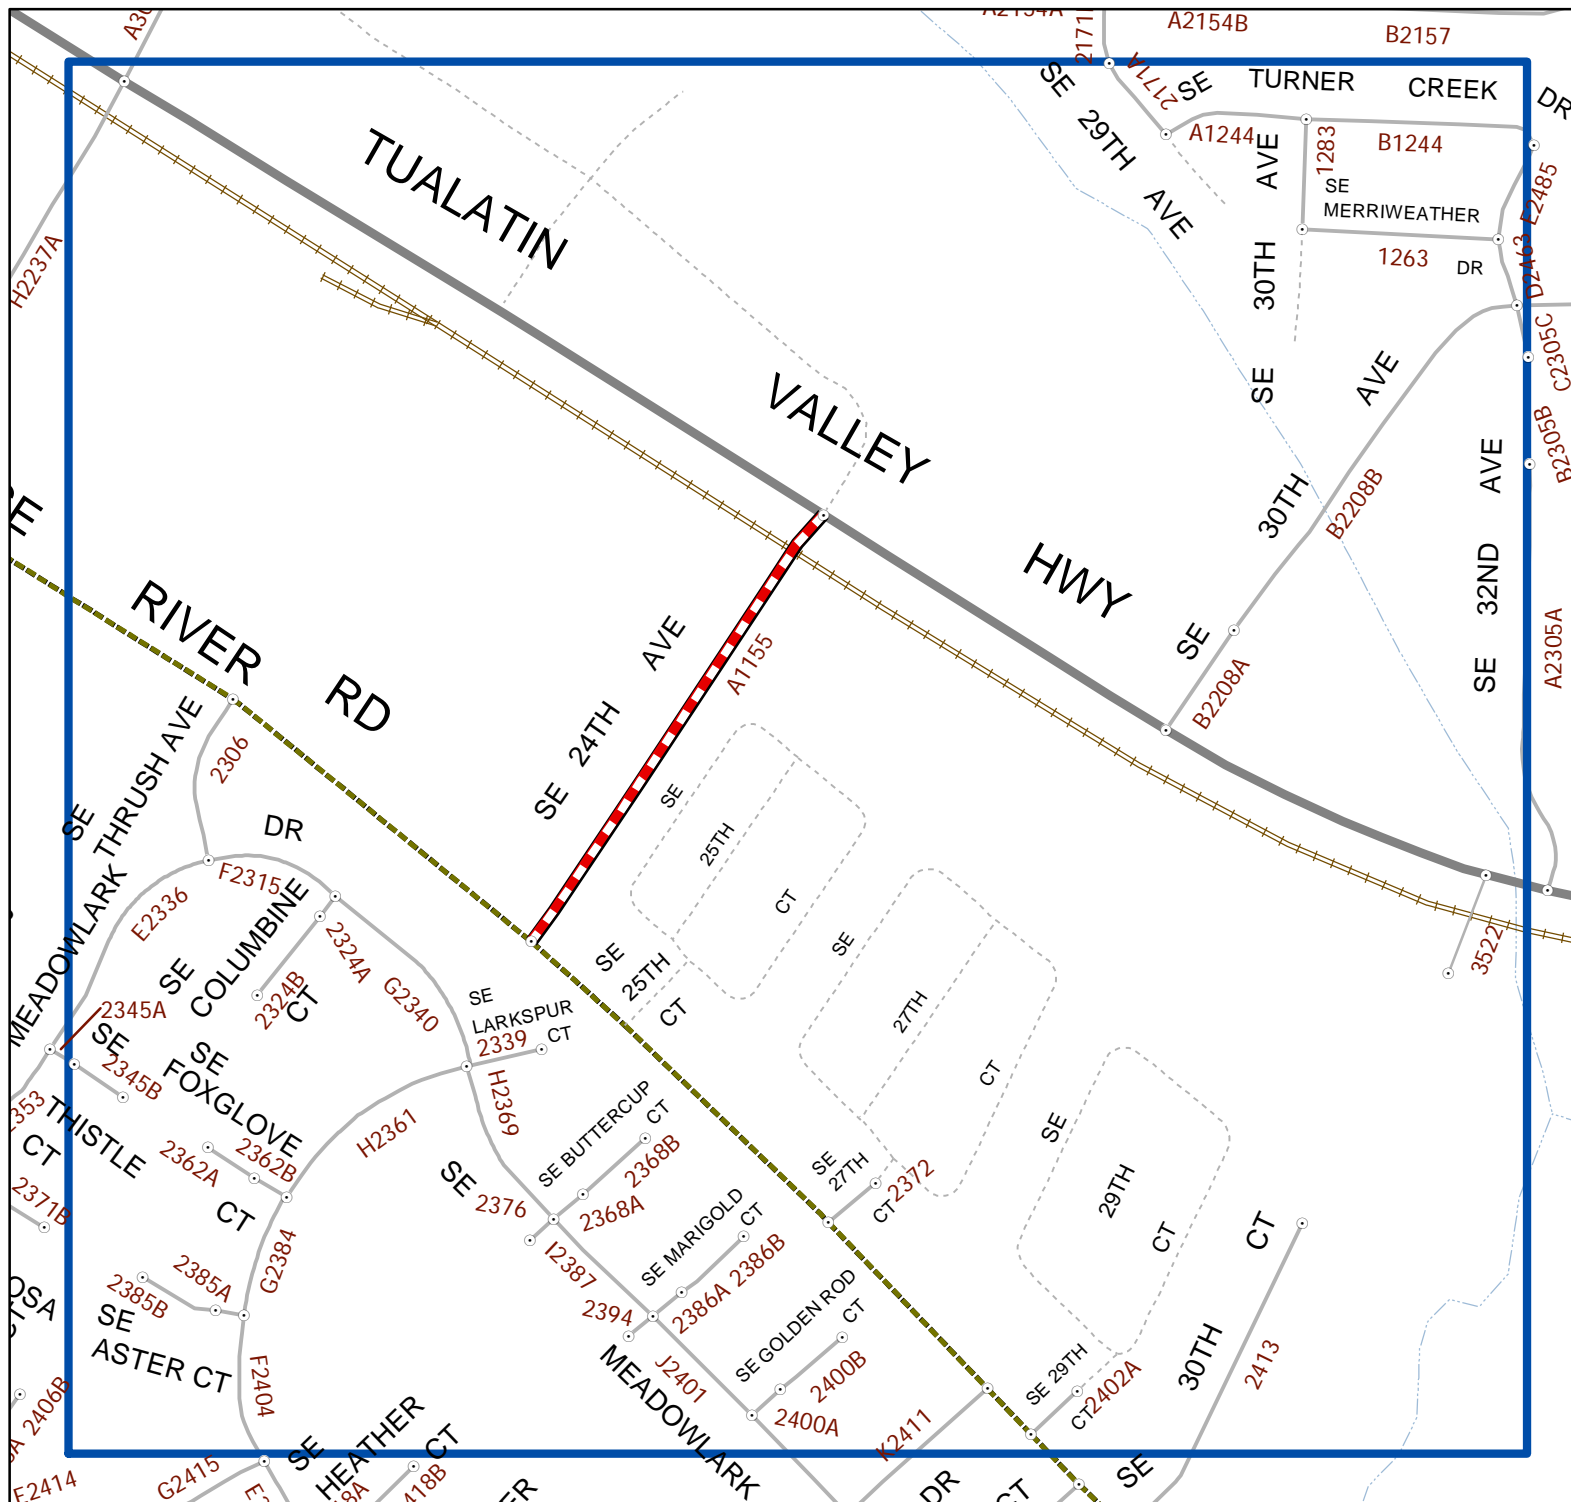 A2154B
B2157
2171A
SE
TURNER
CREEK
DR
SE
29TH
AVE
A1244
B1244
1283
AVE
30TH
SE
SE
MERRIWEATHER
DR
1263
E2485
D2463
C2305C
B2305B
A2305A
H2237A
TUALATIN
VALLEY
HWY
SE
30TH
AVE
B2208B
B2208A
SE
32ND
AVE
RIVER
RD
SE
24TH
AVE
A1155
SE
THRUSH AVE
2306
DR
MEADOWLARK
E2336
F2315
SE
COLUMBINE
CT
2324A
2324B
G2340
2345A
2345B
SE
THISTLE
CT
SE
FOXGLOVE
CT
2362A
2362B
H2361
SE
LARKSPUR
CT
2339
H2369
SE
25TH
CT
SE
25TH
CT
SE
27TH
CT
SE
27TH
CT
2372
SE
29TH
CT
SE 29TH
CT
2402A
SE
30TH
CT
2413
3522
SE BUTTERCUP
CT
2368B
2368A
SE
2376
I2387
SE MARIGOLD
CT
2386B
2386A
2394
SE GOLDEN ROD
CT
2400B
2400A
J2401
MEADOWLARK
DR
K2411
CT
2371B
G2384
2385A
2385B
SE
ASTER CT
F2404
2406B
SE
HEATHER
CT
G2415